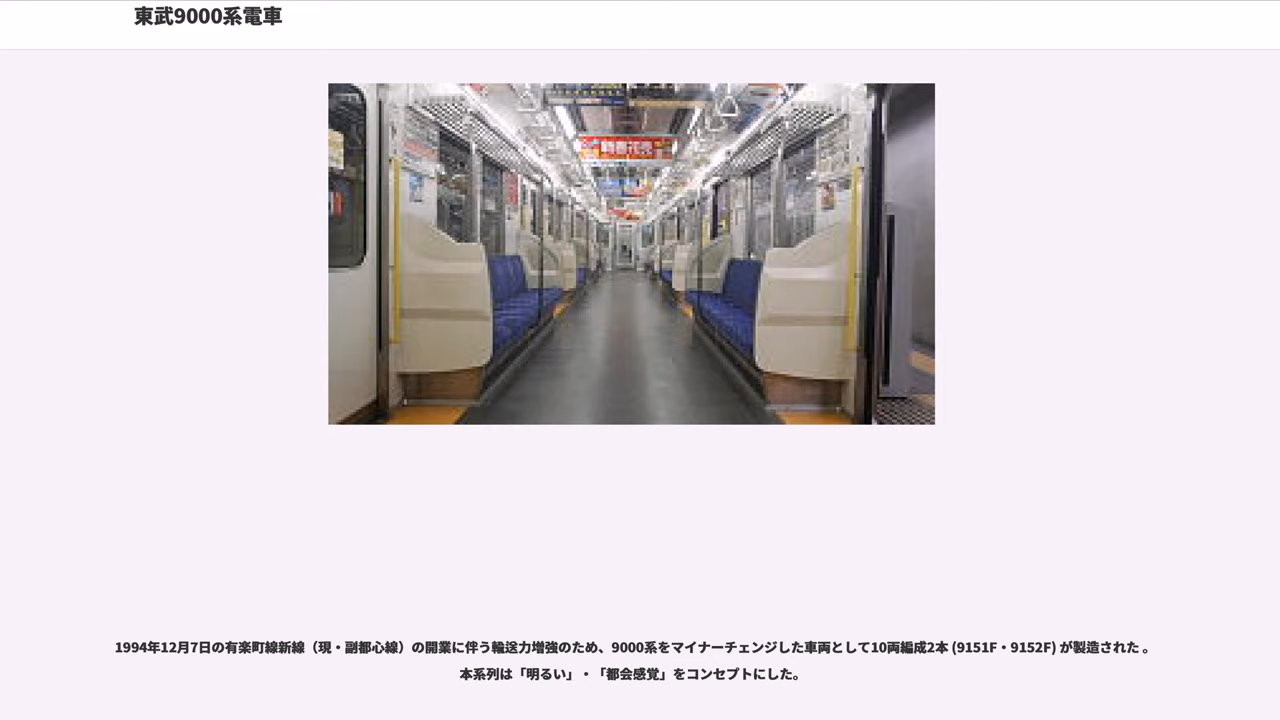 東武9000系電車
1994年12月7日の有楽町線新線（現・副都心線）の開業に伴う輸送力増強のため、9000系をマイナーチェンジした車両として10両編成2本 (9151F・9152F) が製造された 。
本系列は「明るい」・「都会感覚」をコンセプトにした。